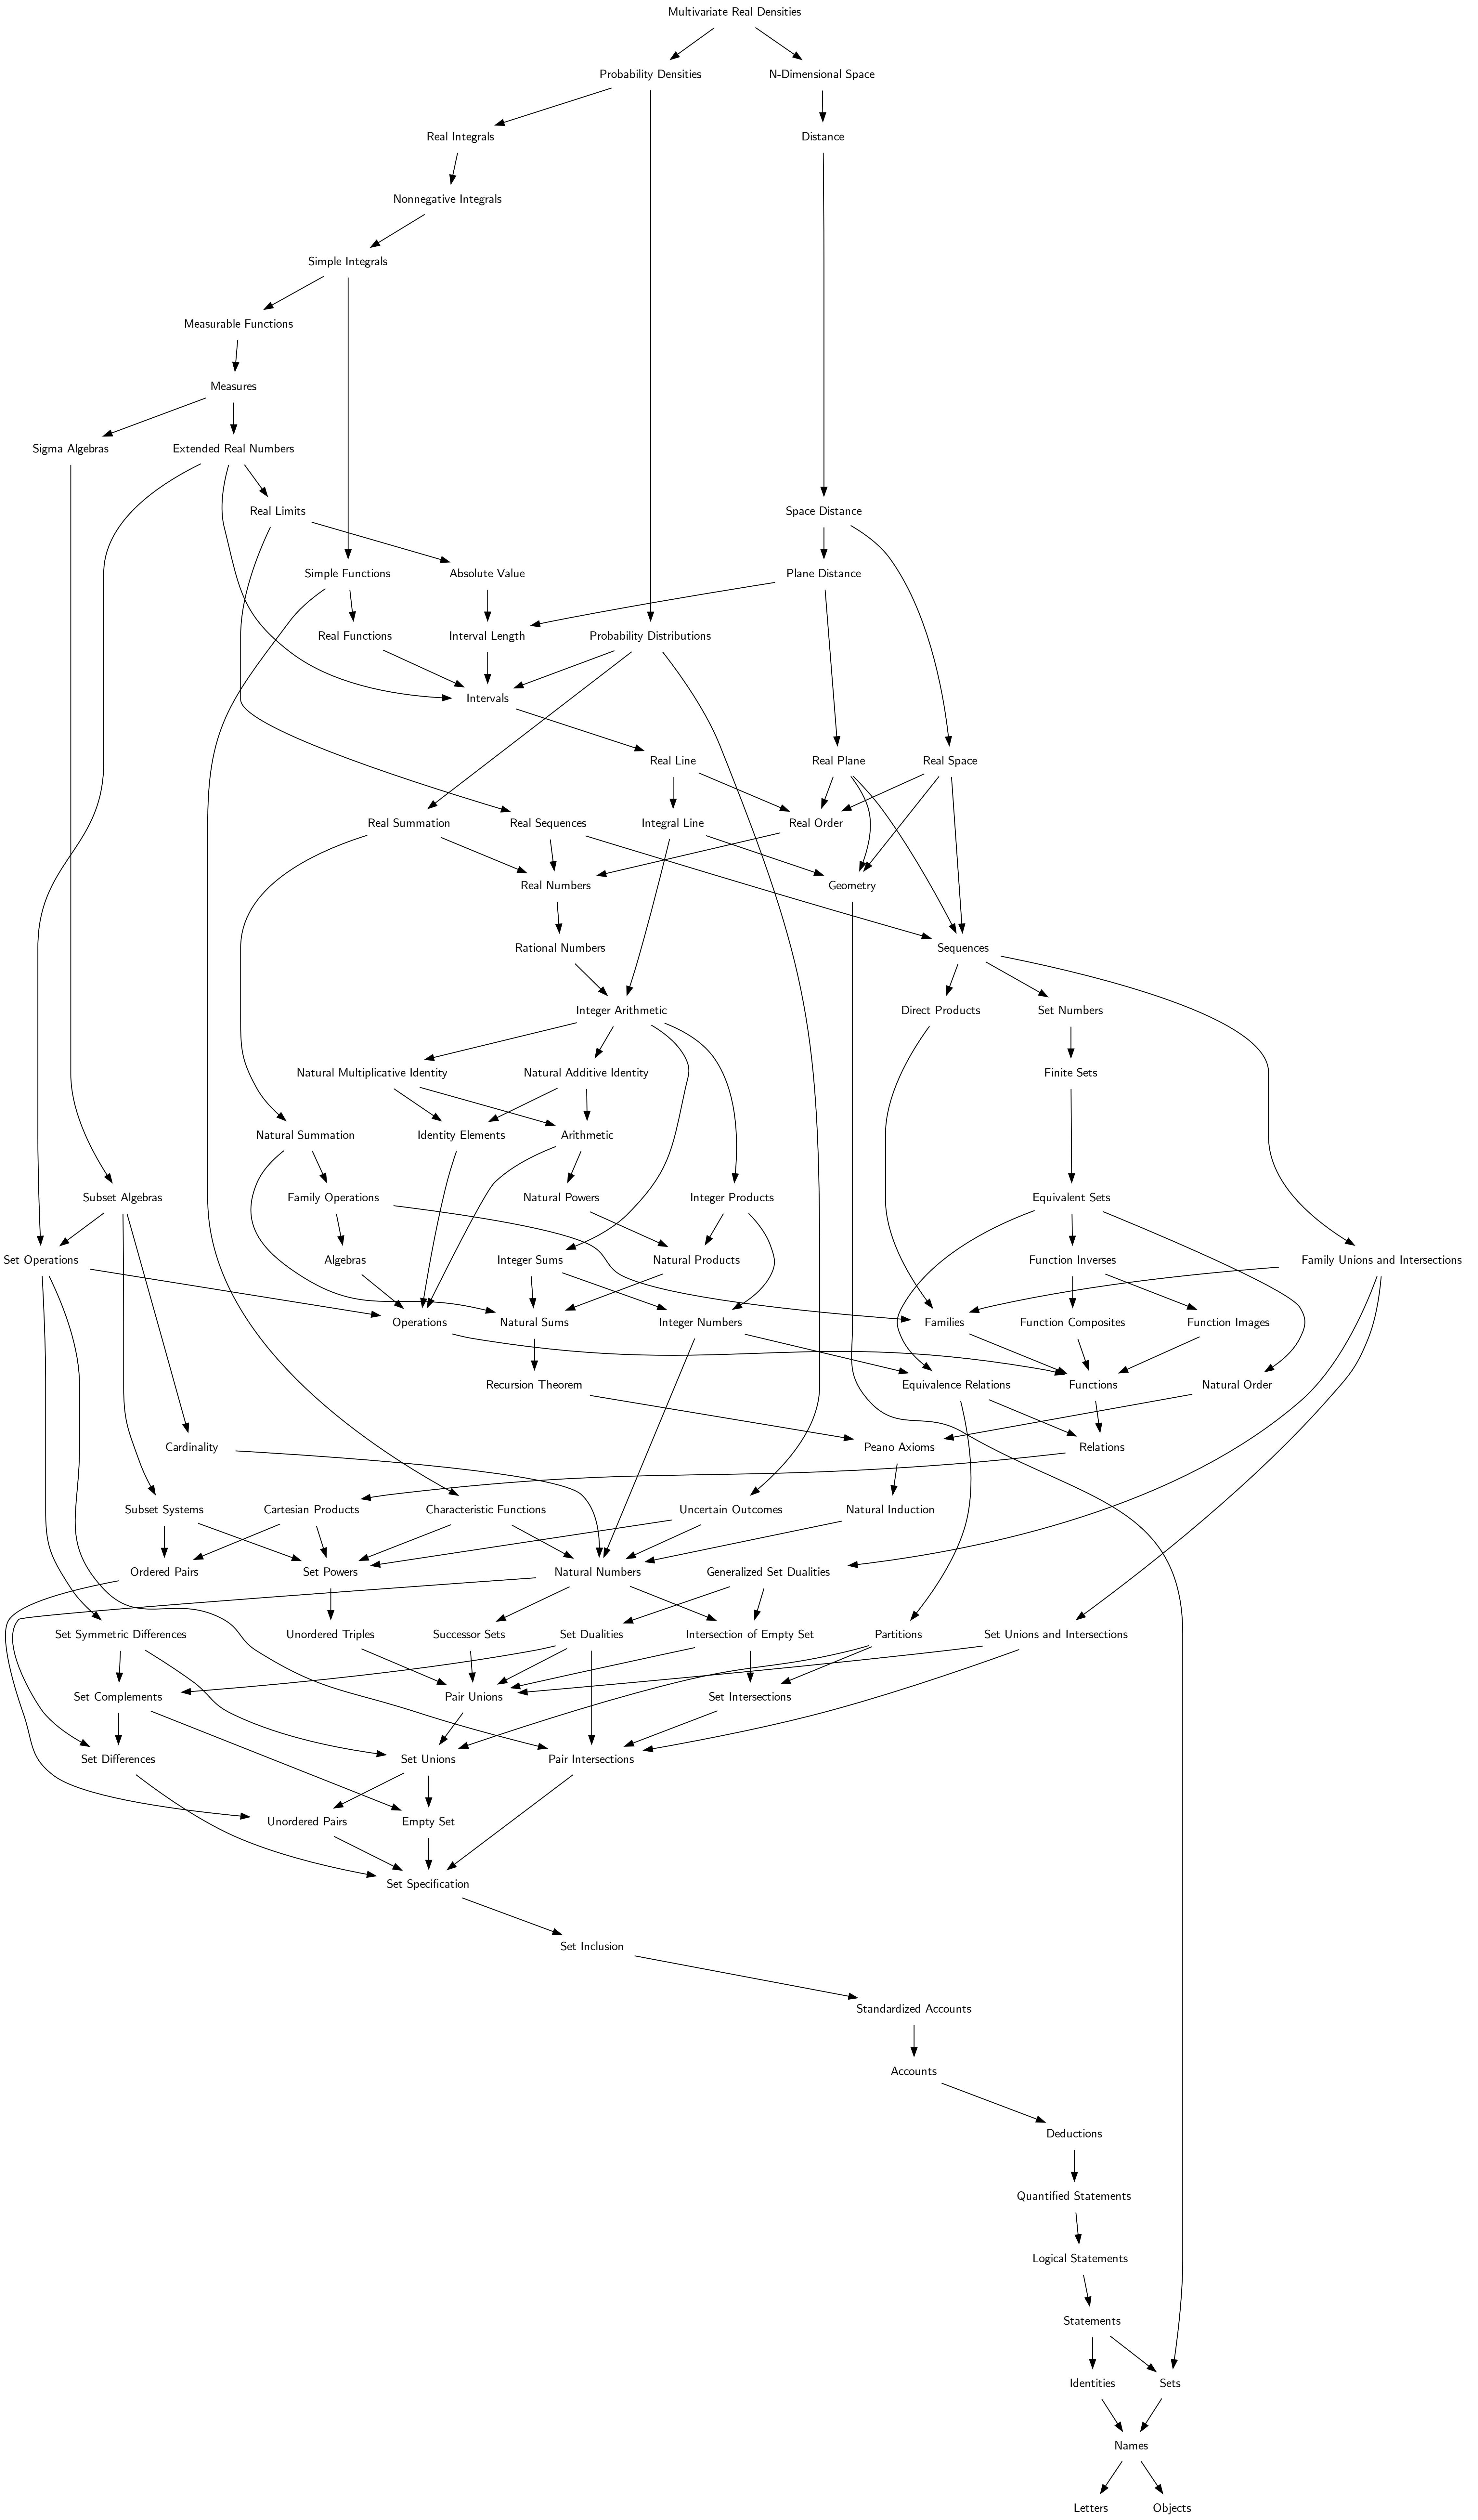 Multivariate Real Densities
Probability Densities
N-Dimensional Space
Real Integrals
Distance
Nonnegative Integrals
Simple Integrals
Measurable Functions
Measures
Sigma Algebras
Extended Real Numbers
Real Limits
Space Distance
Simple Functions
Absolute Value
Plane Distance
Real Functions
Interval Length
Probability Distributions
Intervals
Real Line
Real Plane
Real Space
Real Summation
Real Sequences
Integral Line
Real Order
Real Numbers
Geometry
Rational Numbers
Sequences
Integer Arithmetic
Direct Products
Set Numbers
Natural Multiplicative Identity
Natural Additive Identity
Finite Sets
Natural Summation
Identity Elements
Arithmetic
Subset Algebras
Family Operations
Natural Powers
Integer Products
Equivalent Sets
Set Operations
Algebras
Integer Sums
Natural Products
Function Inverses
Family Unions and Intersections
Operations
Natural Sums
Integer Numbers
Families
Function Composites
Function Images
Recursion Theorem
Equivalence Relations
Functions
Natural Order
Cardinality
Peano Axioms
Relations
Subset Systems
Cartesian Products
Characteristic Functions
Uncertain Outcomes
Natural Induction
Ordered Pairs
Set Powers
Natural Numbers
Generalized Set Dualities
Set Symmetric Differences
Unordered Triples
Successor Sets
Set Dualities
Intersection of Empty Set
Partitions
Set Unions and Intersections
Set Complements
Pair Unions
Set Intersections
Set Differences
Set Unions
Pair Intersections
Unordered Pairs
Empty Set
Set Specification
Set Inclusion
Standardized Accounts
Accounts
Deductions
Quantified Statements
Logical Statements
Statements
Identities
Sets
Names
Letters
Objects